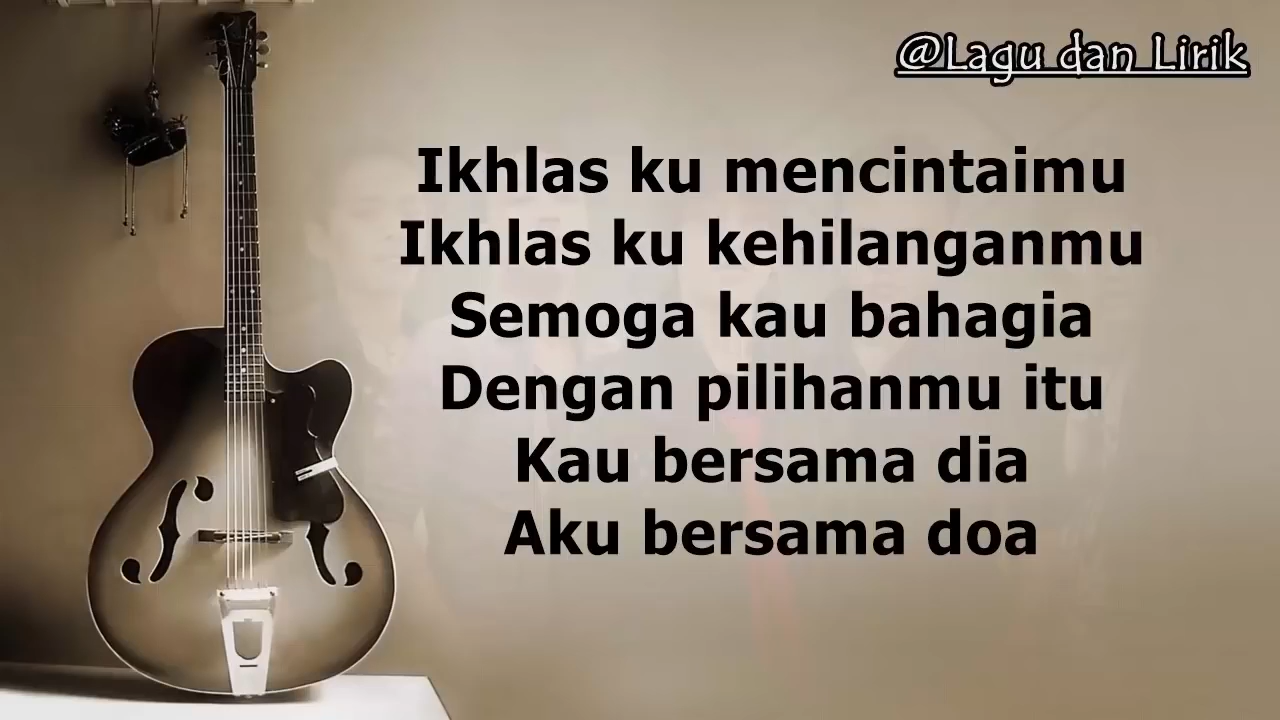 @Lagu dan Lirik
Ikhlas ku mencintaimu
Ikhlas ku kehilanganmu
Semoga kau bahagia
Dengan pilihanmu itu
Kau bersama dia
Aku bersama doa